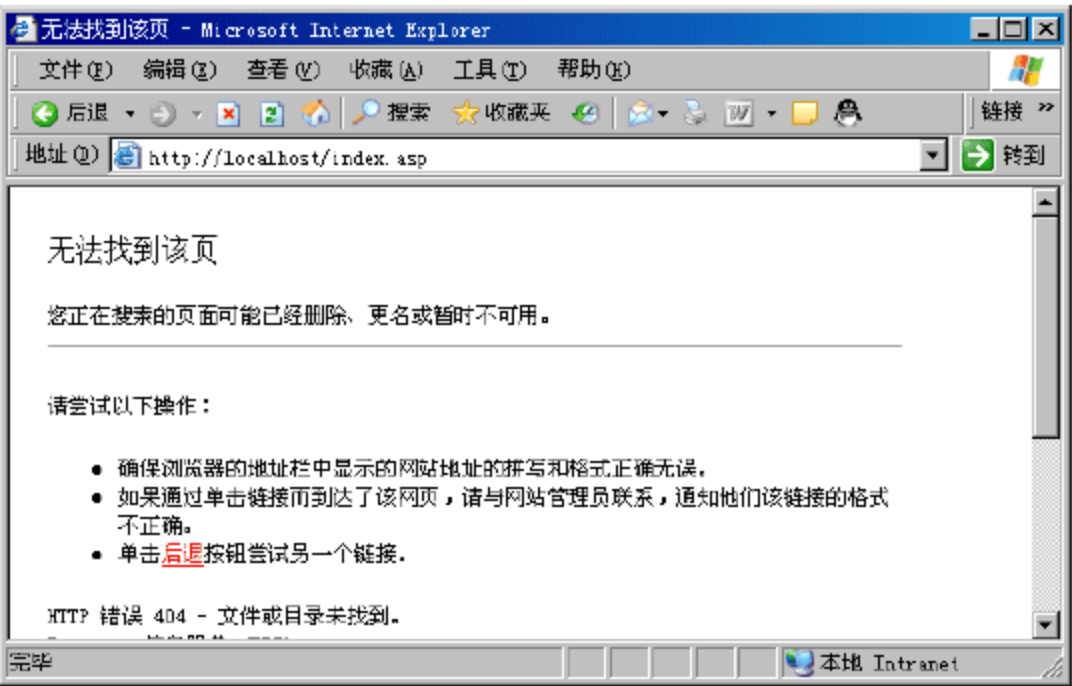 无法找到该页 - Microsoft Internet Explorer
文件(F) 编辑(E) 查看(V) 收藏(A) 工具(T) 帮助(H)
后退 搜索 收藏夹 链接 »
地址(D) http://localhost/index.asp 转到
无法找到该页
您正在搜索的页面可能已经删除、更名或暂时不可用。
请尝试以下操作：
● 确保浏览器的地址栏中显示的网站地址的拼写和格式正确无误。
● 如果通过单击链接而到达了该网页，请与网站管理员联系，通知他们该链接的格式
不正确。
● 单击后退按钮尝试另一个链接。
HTTP 错误 404 - 文件或目录未找到。
完毕 本地 Intranet